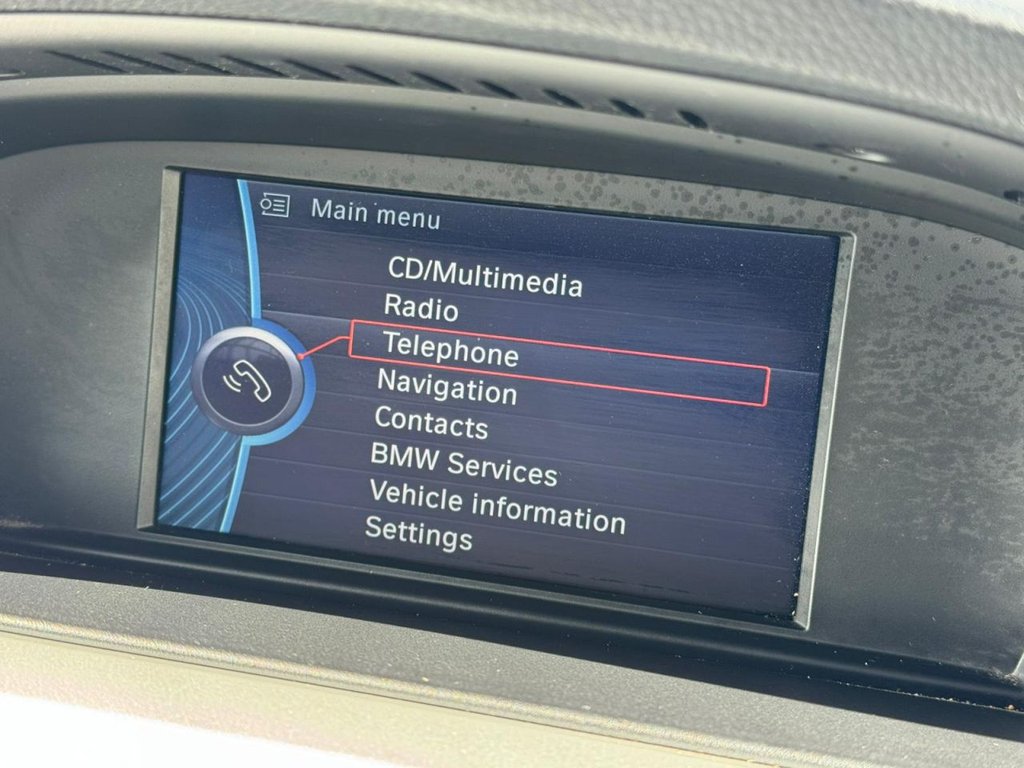 Main menu
CD/Multimedia
Radio
Telephone
Navigation
Contacts
BMW Services
Vehicle information
Settings